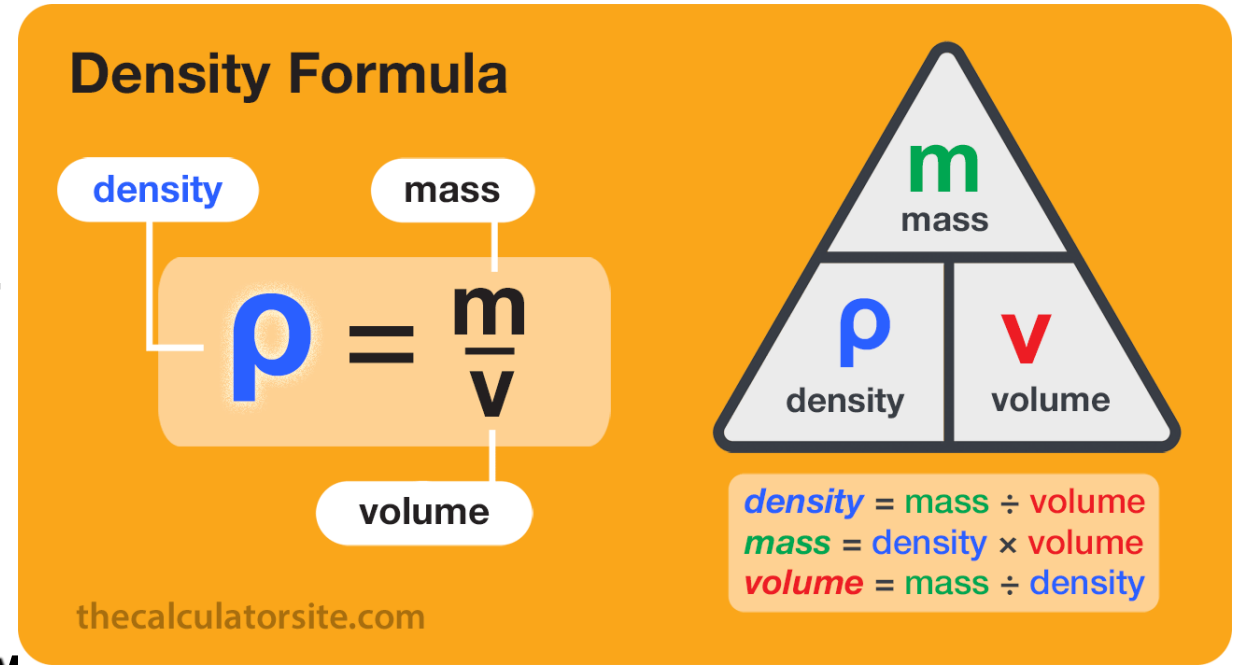 Density Formula
density
mass
ρ = m
v
volume
m
mass
ρ
density
v
volume
density = mass ÷ volume
mass = density × volume
volume = mass ÷ density
thecalculatorsite.com